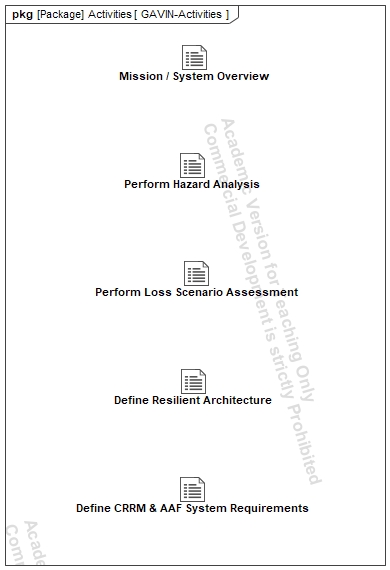 pkg [Package] Activities [ GAVIN-Activities ]
Mission / System Overview
Perform Hazard Analysis
Perform Loss Scenario Assessment
Define Resilient Architecture
Define CRRM & AAF System Requirements
Academic Version for Teaching Only
Commercial Development is strictly Prohibited
Acade
Comm